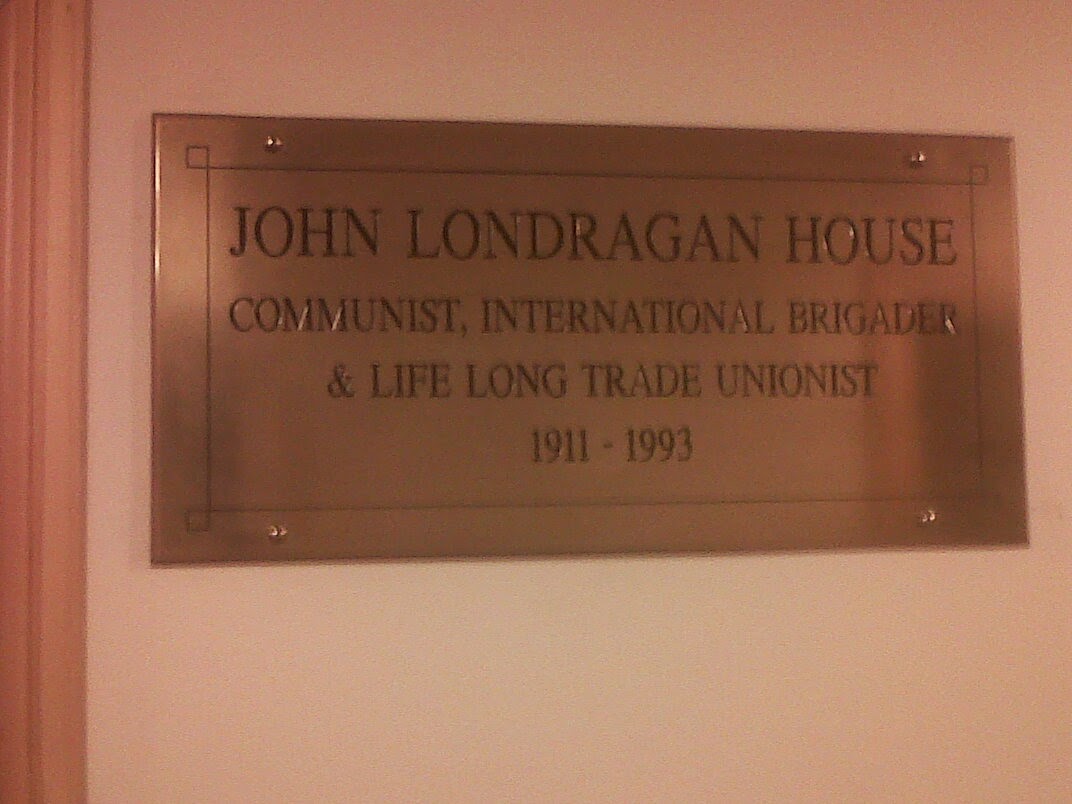 JOHN LONDRAGAN HOUSE
COMMUNIST, INTERNATIONAL BRIGADER
& LIFE LONG TRADE UNIONIST
1911 - 1993